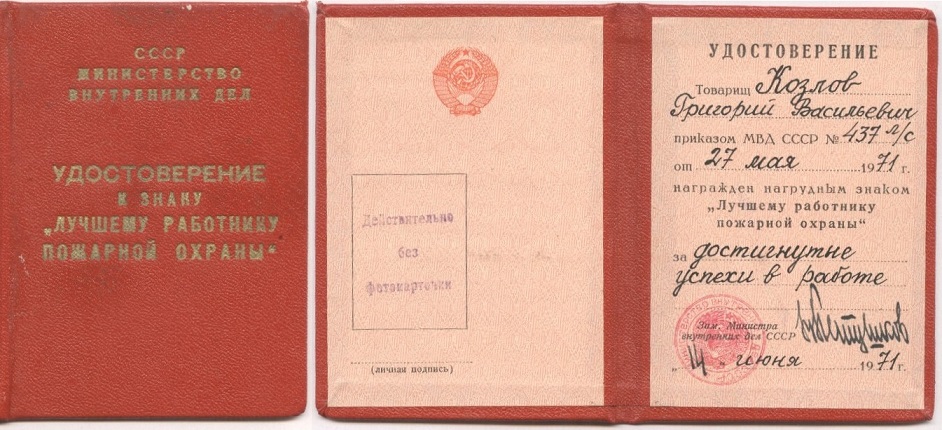 СССР
МИНИСТЕРСТВО
ВНУТРЕННИХ ДЕЛ
УДОСТОВЕРЕНИЕ
К ЗНАКУ
„ЛУЧШЕМУ РАБОТНИКУ
ПОЖАРНОЙ ОХРАНЫ“
Действительно
без
фотокарточки
(личная подпись)
УДОСТОВЕРЕНИЕ
Товарищ Козлов
Григорий Васильевич
приказом МВД СССР № 437 л/с
от 27 мая 1971 г.
награжден нагрудным знаком
„Лучшему работнику
пожарной охраны“
за достигнутые
успехи в работе
Зам. Министра
внутренних дел СССР
„14“ июня 1971 г.